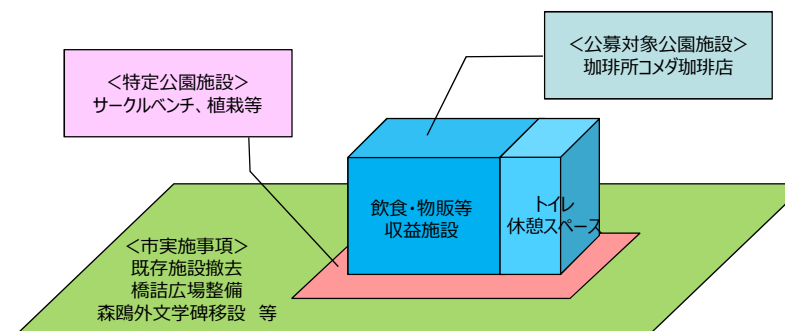 ＜公募対象公園施設＞
珈琲所コメダ珈琲店
＜特定公園施設＞
サークルベンチ、植栽等
飲食・物販等
収益施設
トイレ
休憩スペース
＜市実施事項＞
既存施設撤去
橋詰広場整備
森鴎外文学碑移設　等